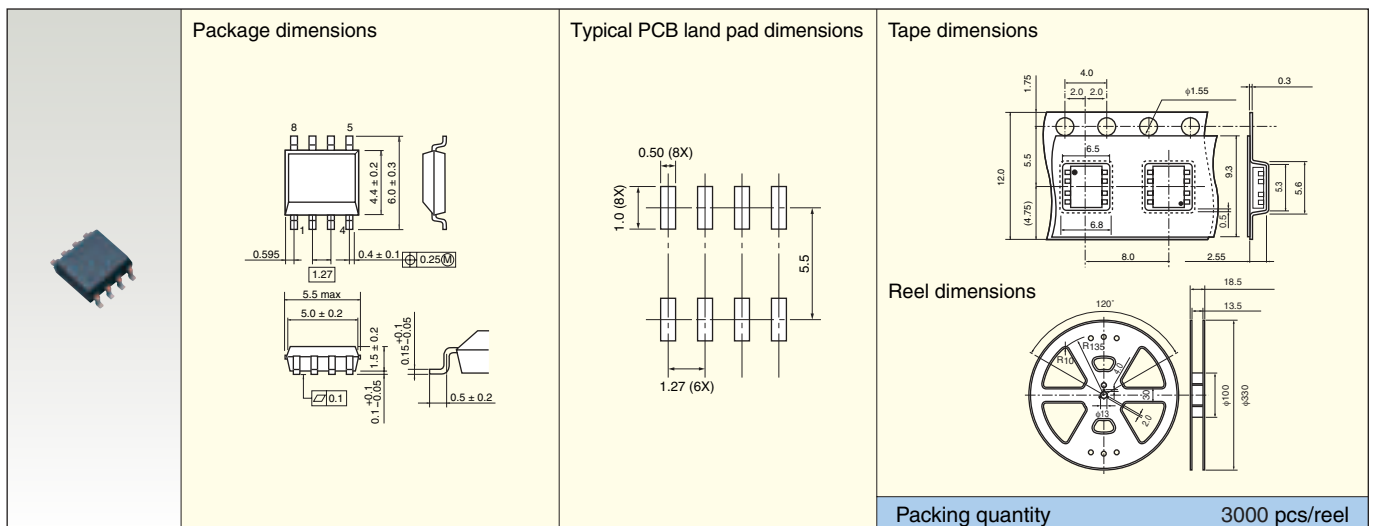 Package dimensions
8
5
4.4 ± 0.2
6.0 ± 0.3
1
4
0.595
0.4 ± 0.1
⌖ 0.25 Ⓜ
1.27
5.5 max
5.0 ± 0.2
1.5 ± 0.2
0.1 +0.1 −0.05
⏥ 0.1
0.15 +0.1 −0.05
0.5 ± 0.2
Typical PCB land pad dimensions
0.50 (8X)
1.0 (8X)
5.5
1.27 (6X)
Tape dimensions
4.0
2.0
2.0
φ1.55
0.3
1.75
12.0
5.5
(4.75)
6.5
9.3
5.3
5.6
6.8
0.5
8.0
2.55
Reel dimensions
18.5
13.5
120°
R135
R10
4.0
30
φ13
2.0
φ100
φ330
Packing quantity 3000 pcs/reel